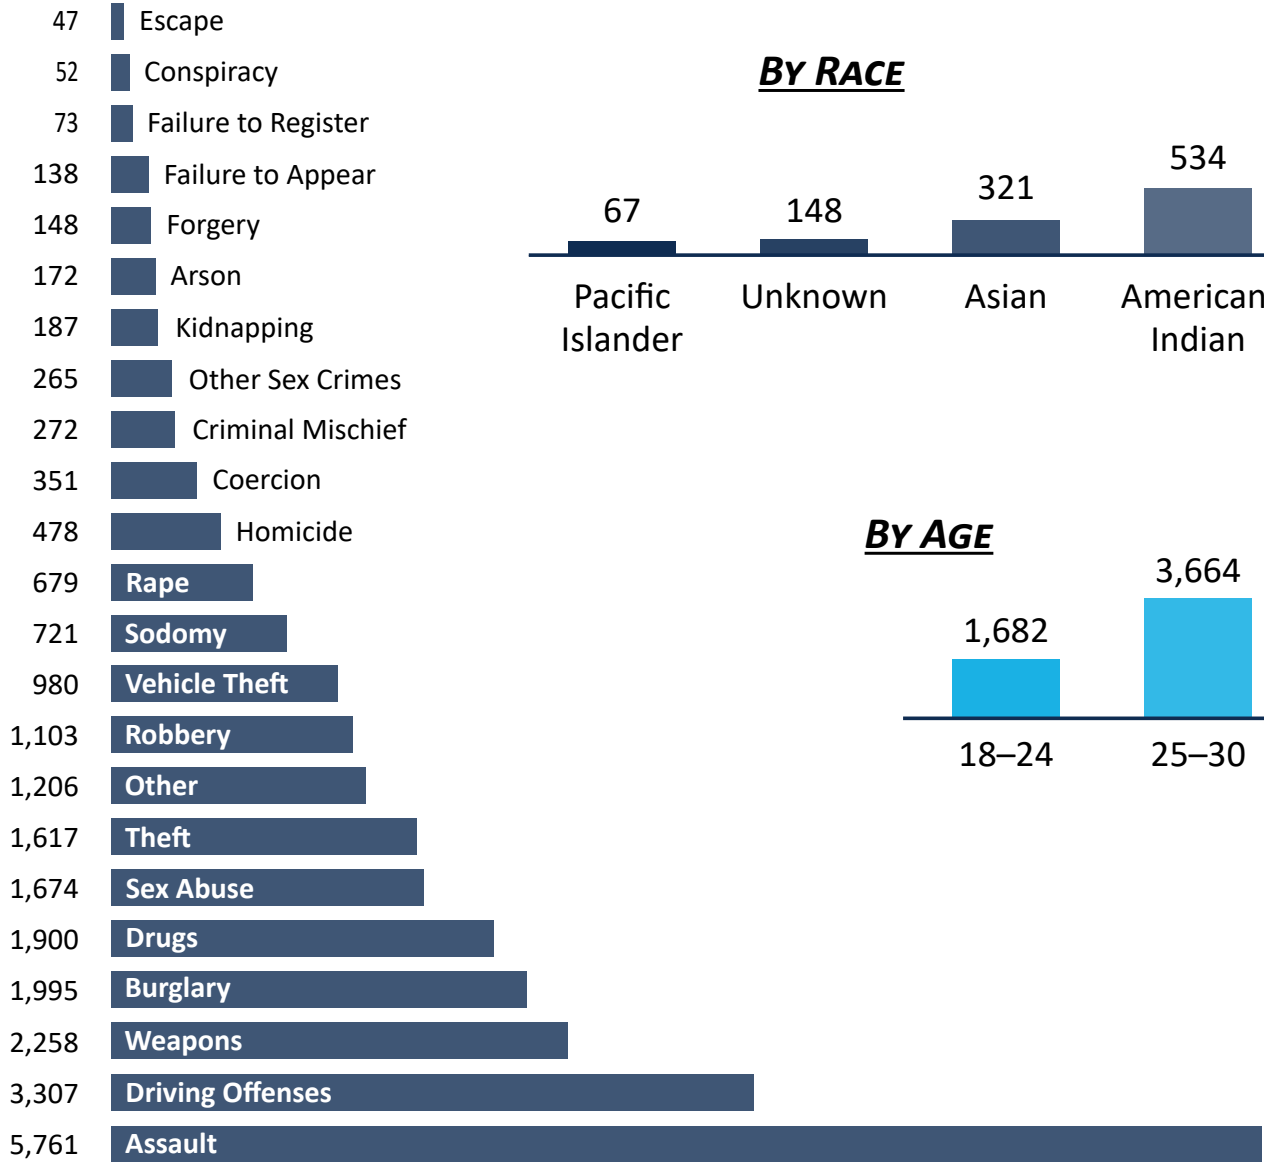 47 Escape
52 Conspiracy
73 Failure to Register
138 Failure to Appear
148 Forgery
172 Arson
187 Kidnapping
265 Other Sex Crimes
272 Criminal Mischief
351 Coercion
478 Homicide
679 Rape
721 Sodomy
980 Vehicle Theft
1,103 Robbery
1,206 Other
1,617 Theft
1,674 Sex Abuse
1,900 Drugs
1,995 Burglary
2,258 Weapons
3,307 Driving Offenses
5,761 Assault
BY RACE
67 148 321 534
Pacific Unknown Asian American
Islander Indian
BY AGE
1,682 3,664
18–24 25–30